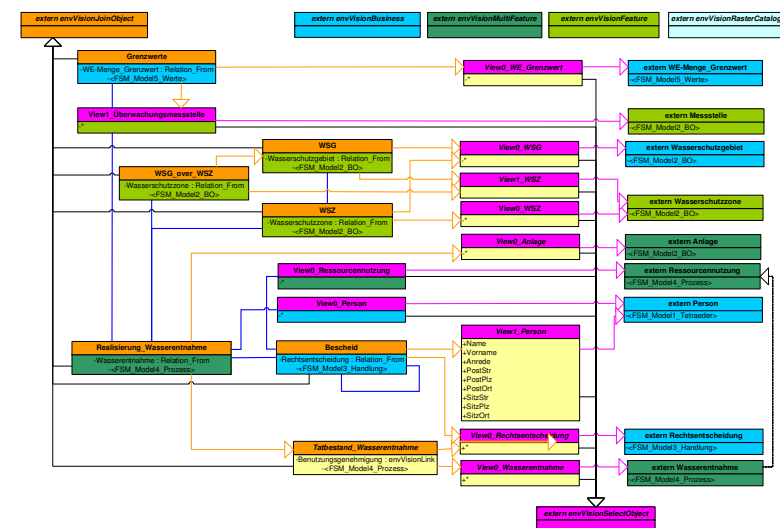 extern envVisionJoinObject
extern envVisionBusiness
extern envVisionMultiFeature
extern envVisionFeature
extern envVisionRasterCatalog
Grenzwerte
-WE-Menge_Grenzwert : Relation_From
-<FSM_Model5_Werte>
View0_WE_Grenzwert
-*
extern WE-Menge_Grenzwert
-<FSM_Model5_Werte>
View1_Überwachungsmessstelle
-*
extern Messstelle
-<FSM_Model2_BO>
WSG
-Wasserschutzgebiet : Relation_From
-<FSM_Model2_BO>
View0_WSG
-.*
extern Wasserschutzgebiet
-<FSM_Model2_BO>
WSG_over_WSZ
-Wasserschutzzone : Relation_From
-<FSM_Model2_BO>
View1_WSZ
-.*
extern Wasserschutzzone
-<FSM_Model2_BO>
WSZ
-Wasserschutzzone : Relation_From
-<FSM_Model2_BO>
View0_WSZ
-.*
View0_Anlage
-.*
extern Anlage
-<FSM_Model2_BO>
View0_Ressourcennutzung
-*
extern Ressourcennutzung
-<FSM_Model4_Prozess>
View0_Person
-*
extern Person
-<FSM_Model1_Tetraeder>
View1_Person
+Name
+Vorname
+Anrede
+PostStr
+PostPlz
+PostOrt
+SitzStr
+SitzPlz
+SitzOrt
Realisierung_Wasserentnahme
-Wasserentnahme : Relation_From
-<FSM_Model4_Prozess>
Bescheid
-Rechtsentscheidung : Relation_From
-<FSM_Model3_Handlung>
View0_Rechtsentscheidung
+*
extern Rechtsentscheidung
-<FSM_Model3_Handlung>
Tatbestand_Wasserentnahme
-Benutzungsgenehmigung : envVisionLink
-<FSM_Model4_Prozess>
View0_Wasserentnahme
+*
extern Wasserentnahme
-<FSM_Model4_Prozess>
extern envVisionSelectObject